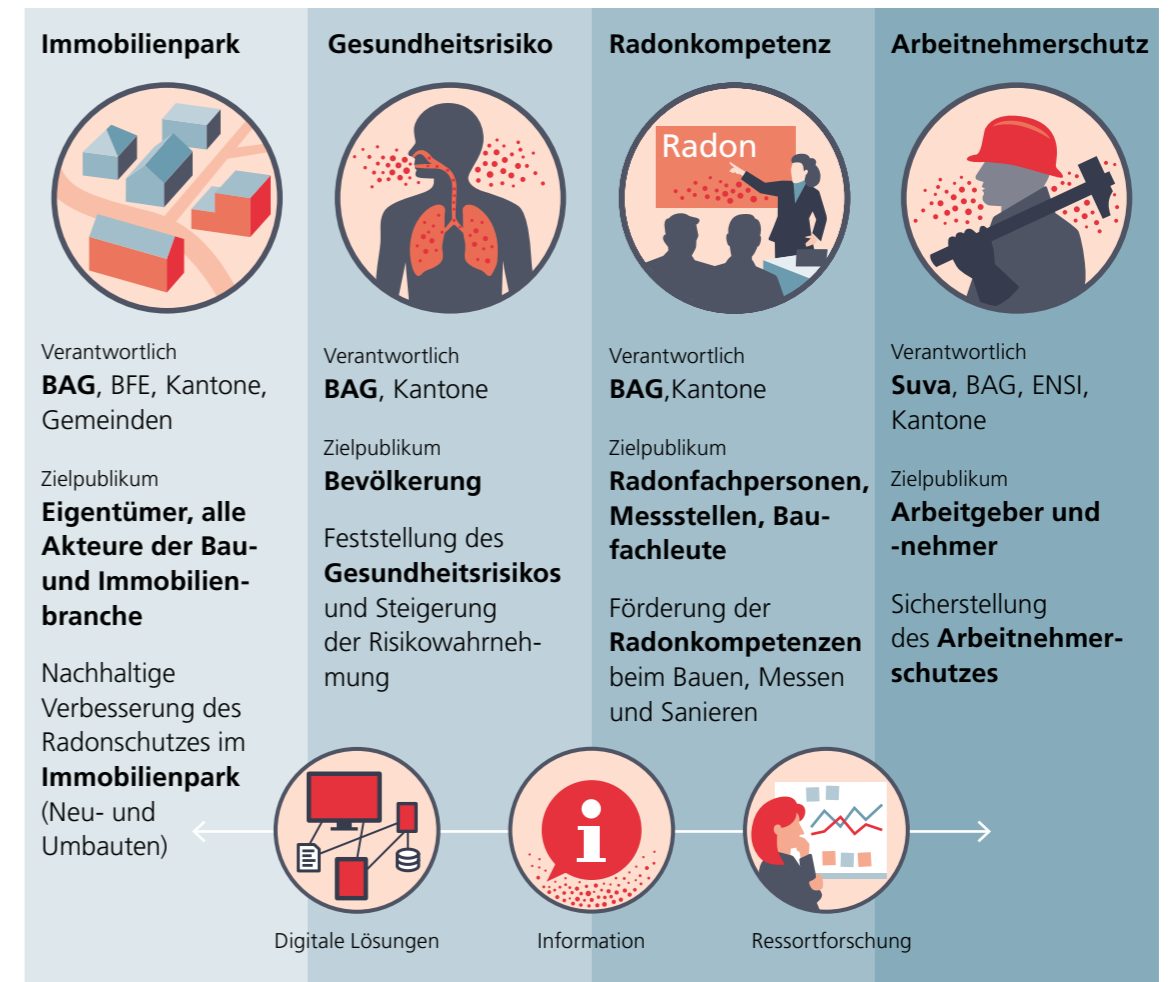 Immobilienpark
Verantwortlich
BAG, BFE, Kantone,
Gemeinden
Zielpublikum
Eigentümer, alle
Akteure der Bau-
und Immobilien-
branche
Nachhaltige
Verbesserung des
Radonschutzes im
Immobilienpark
(Neu- und
Umbauten)
Gesundheitsrisiko
Verantwortlich
BAG, Kantone
Zielpublikum
Bevölkerung
Feststellung des
Gesundheitsrisikos
und Steigerung
der Risikowahrneh-
mung
Radonkompetenz
Radon
Verantwortlich
BAG,Kantone
Zielpublikum
Radonfachpersonen,
Messstellen, Bau-
fachleute
Förderung der
Radonkompetenzen
beim Bauen, Messen
und Sanieren
Arbeitnehmerschutz
Verantwortlich
Suva, BAG, ENSI,
Kantone
Zielpublikum
Arbeitgeber und
-nehmer
Sicherstellung
des Arbeitnehmer-
schutzes
i
Digitale Lösungen
Information
Ressortforschung